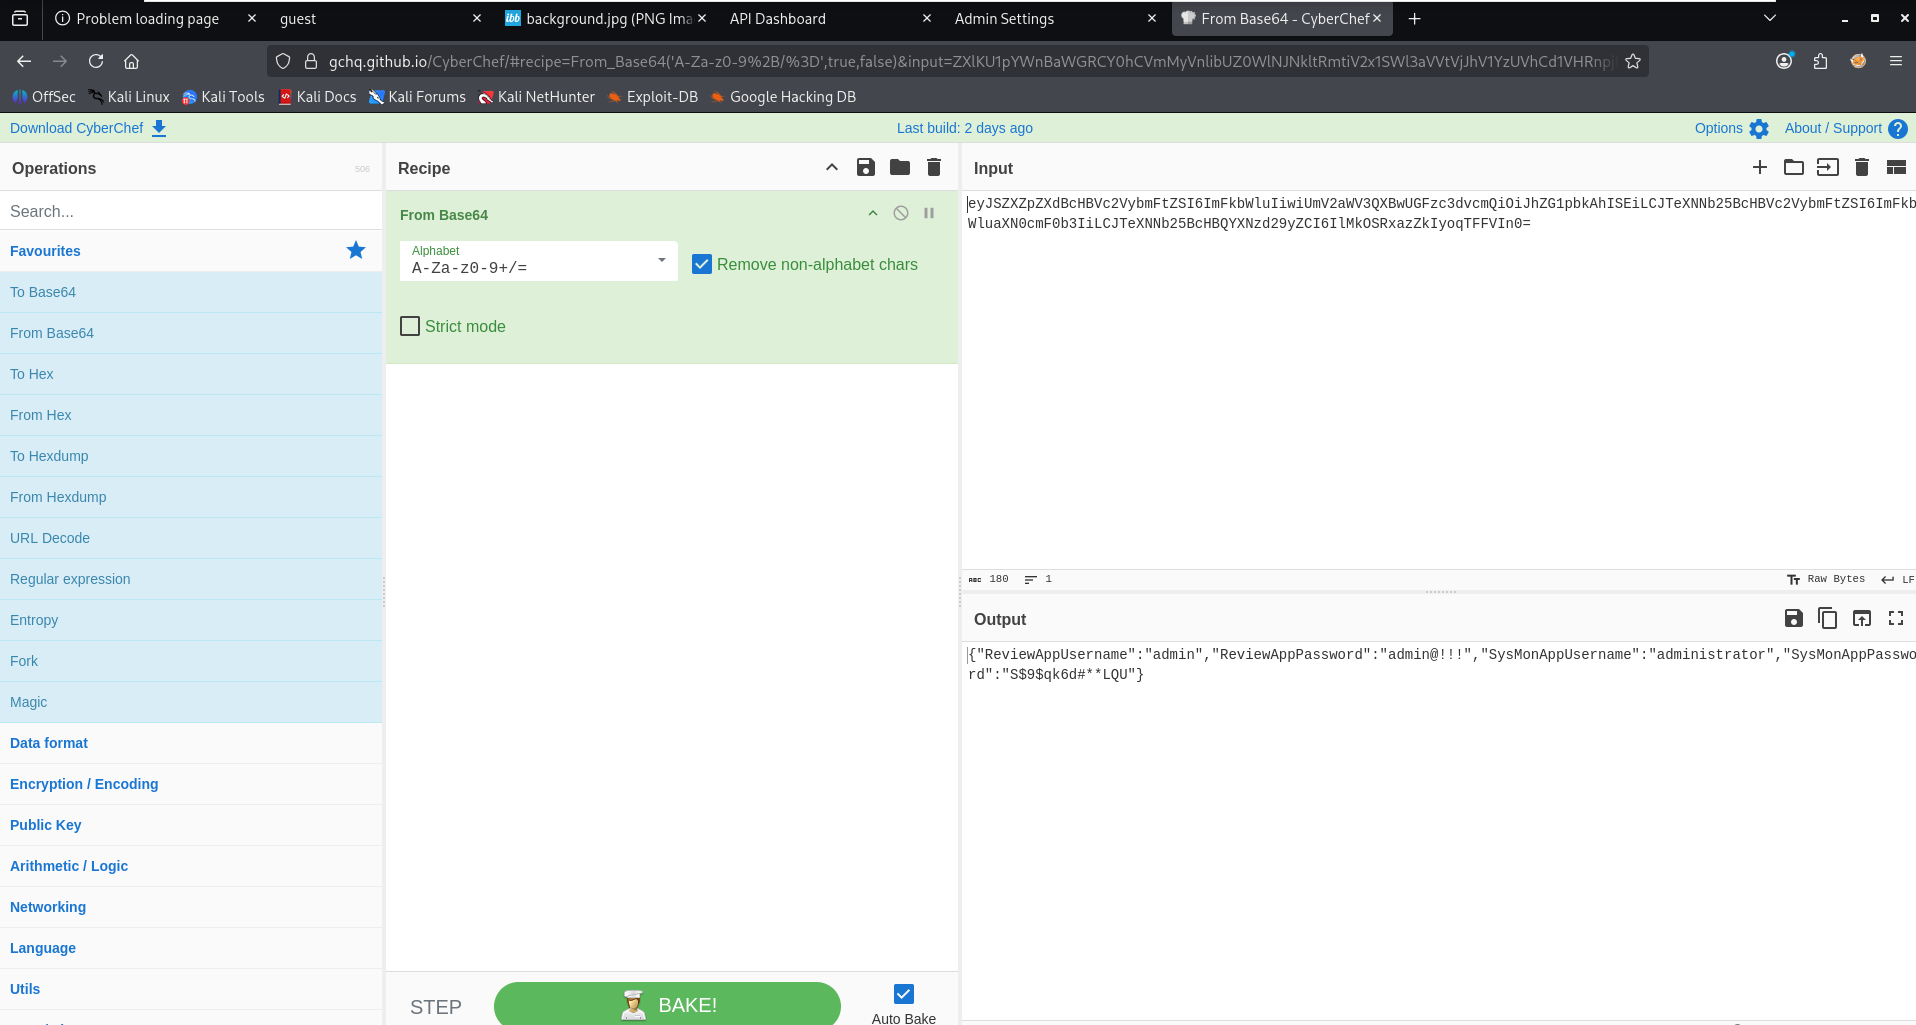 Problem loading page
guest
background.jpg (PNG Ima
API Dashboard
Admin Settings
From Base64 - CyberChef
gchq.github.io/CyberChef/#recipe=From_Base64('A-Za-z0-9%2B/%3D',true,false)&input=
OffSec
Kali Linux
Kali Tools
Kali Docs
Kali Forums
Kali NetHunter
Exploit-DB
Google Hacking DB
Download CyberChef
Last build: 2 days ago
Options
About / Support
Operations
506
Search...
Favourites
To Base64
From Base64
To Hex
From Hex
To Hexdump
From Hexdump
URL Decode
Regular expression
Entropy
Fork
Magic
Data format
Encryption / Encoding
Public Key
Arithmetic / Logic
Networking
Language
Utils
Recipe
From Base64
Alphabet
A-Za-z0-9+/=
Remove non-alphabet chars
Strict mode
STEP
BAKE!
Auto Bake
Input
eyJSZXZpZXdBcHBVc2VybmFtZSI6ImFkbWluIiwiUmV2aWV3QXBwUGFzc3dvcmQiOiJhZG1pbkAhISEiLCJTeXNNb25BcHBVc2VybmFtZSI6ImFkb
WluaXN0cmF0b3IiLCJTeXNNb25BcHBQYXNzd29yZCI6IlMkOSRxazZkIyoqTFFVIn0=
ABC 180
1
Raw Bytes
LF
Output
{"ReviewAppUsername":"admin","ReviewAppPassword":"admin@!!!","SysMonAppUsername":"administrator","SysMonAppPasswo
rd":"S$9$qk6d#**LQU"}